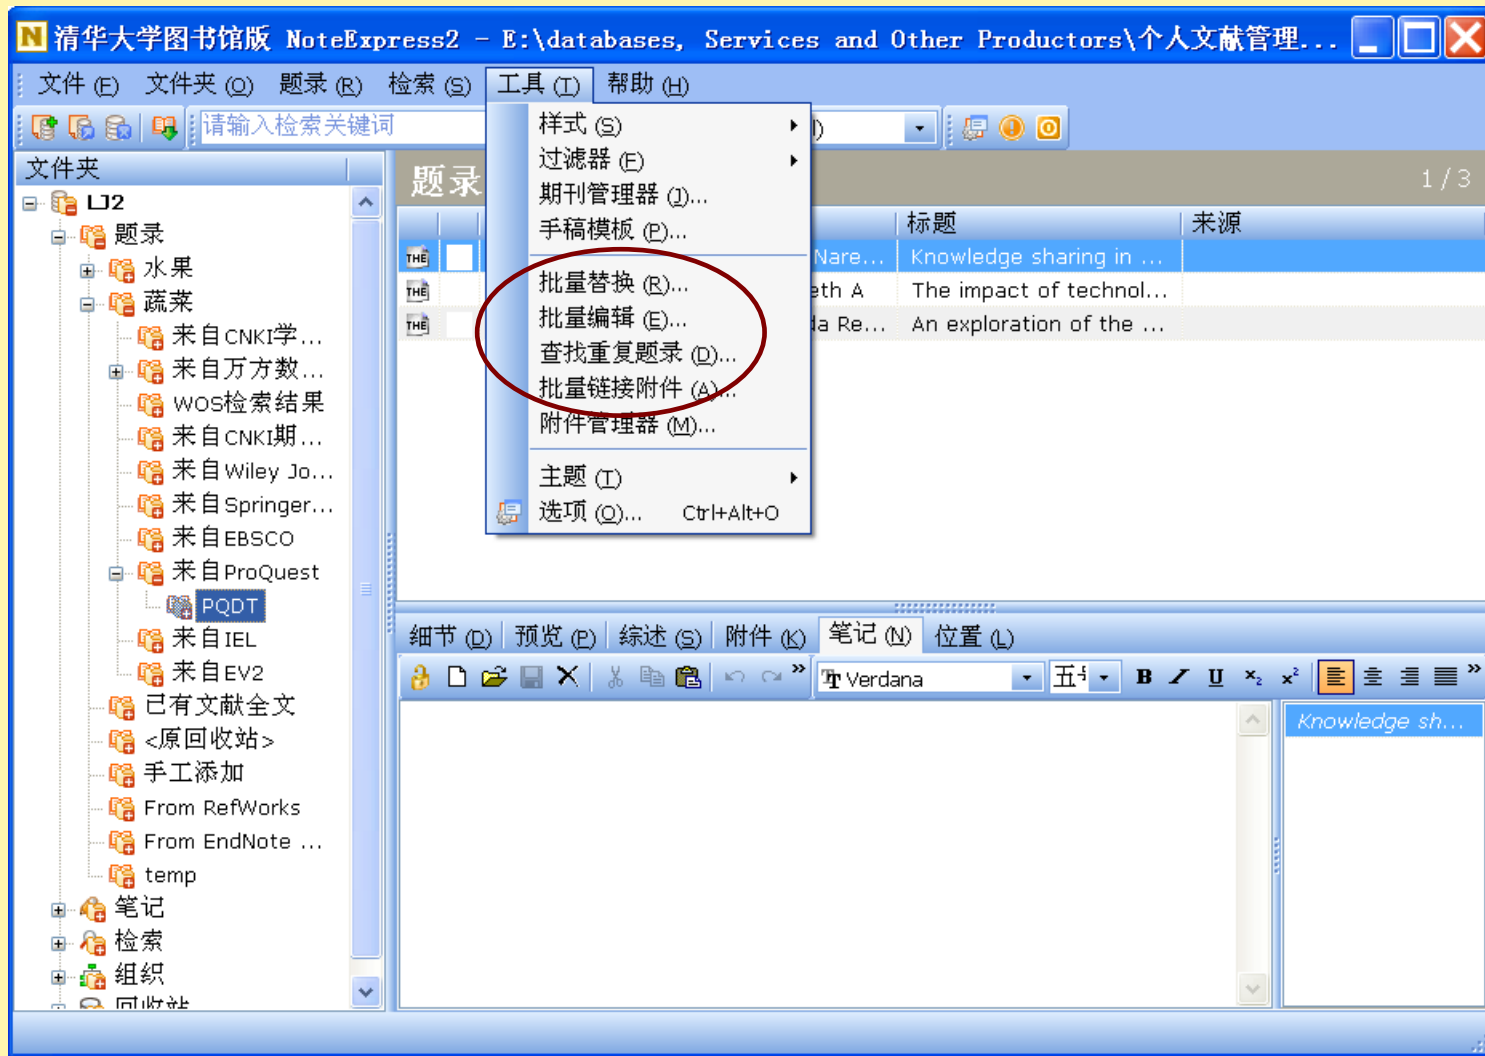 清华大学图书馆版 NoteExpress2 - E:\databases, Services and Other Productors\个人文献管理...
文件(F) 文件夹(O) 题录(R) 检索(S) 工具(T) 帮助(H)
请输入检索关键词
样式(S)
过滤器(F)
期刊管理器(J)...
手稿模板(P)...
批量替换(R)...
批量编辑(E)...
查找重复题录(D)...
批量链接附件(A)...
附件管理器(M)...
主题(T)
选项(O)... Ctrl+Alt+O
文件夹
LJ2
题录
水果
蔬菜
来自CNKI学...
来自万方数...
WOS检索结果
来自CNKI期...
来自Wiley Jo...
来自Springer...
来自EBSCO
来自ProQuest
PQDT
来自IEL
来自EV2
已有文献全文
<原回收站>
手工添加
From RefWorks
From EndNote ...
temp
笔记
检索
组织
回收站
题录 1/3
标题 来源
THE Nare... Knowledge sharing in ...
THE eth A The impact of technol...
THE da Re... An exploration of the ...
细节(D) 预览(P) 综述(S) 附件(K) 笔记(N) 位置(L)
Verdana 五号 B I U x₂ x²
Knowledge sh...